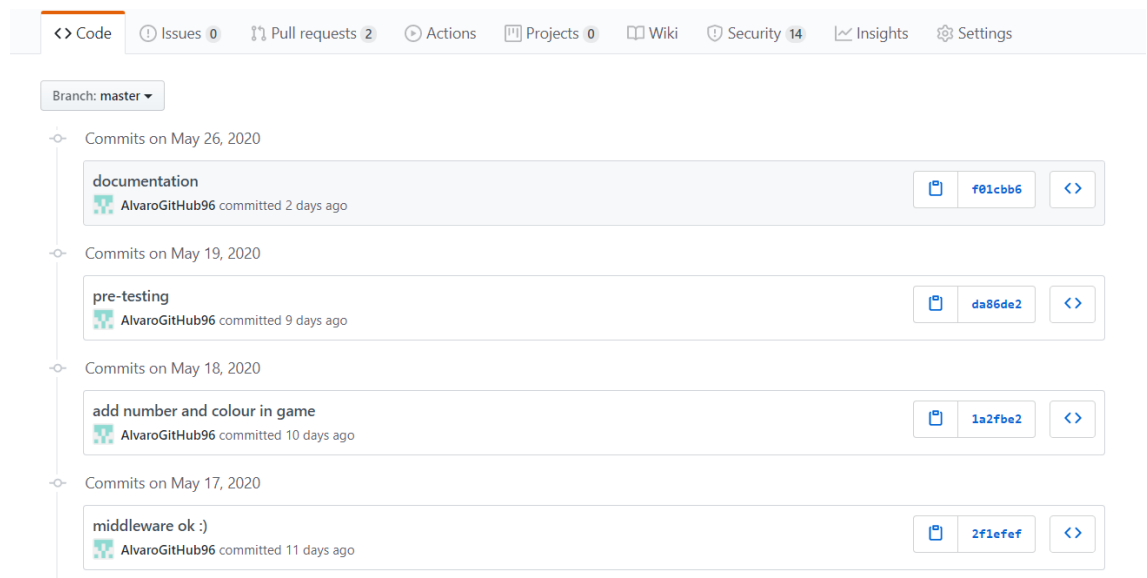 Code Issues 0 Pull requests 2 Actions Projects 0 Wiki Security 14 Insights Settings
Branch: master
Commits on May 26, 2020
documentation
AlvaroGitHub96 committed 2 days ago
f01cbb6
Commits on May 19, 2020
pre-testing
AlvaroGitHub96 committed 9 days ago
da86de2
Commits on May 18, 2020
add number and colour in game
AlvaroGitHub96 committed 10 days ago
1a2fbe2
Commits on May 17, 2020
middleware ok :)
AlvaroGitHub96 committed 11 days ago
2f1efef